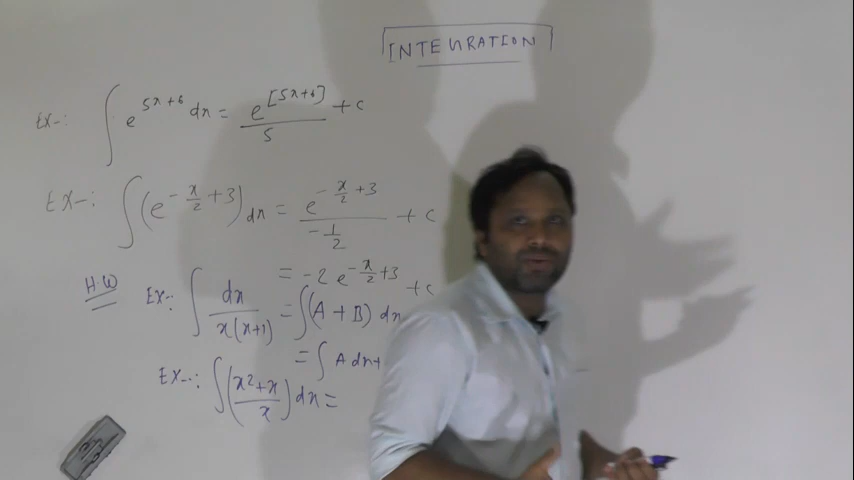 INTEGRATION
Ex-: ∫ e^{5x+6} dx = e^{[5x+6]}/5 + c
EX-: ∫(e^{-x/2+3}) dx = e^{-x/2+3}/(-1/2) + c
= -2 e^{-x/2+3} + c
HW
EX-: ∫ dx/x(x+1) = ∫(A + B) dx
= ∫ A dx +
EX-: ∫(x²+x/x) dx =